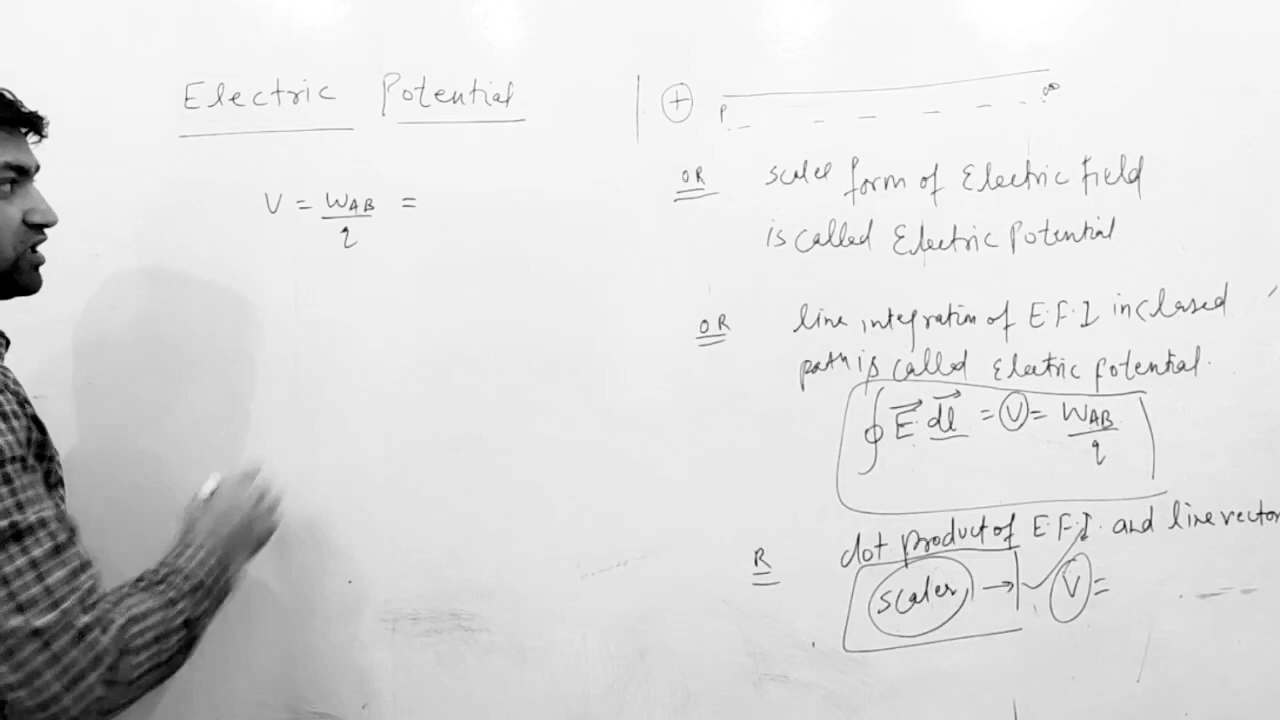 Electric Potential
V = W_AB / q =
+ P ∞
OR scaler form of Electric field
is called Electric Potential
OR line integration of E.F.I in closed
path is called Electric potential.
∮ E⃗. dl⃗ = V = W_AB / q
R dot product of E.F.I. and line vector
scaler → V =